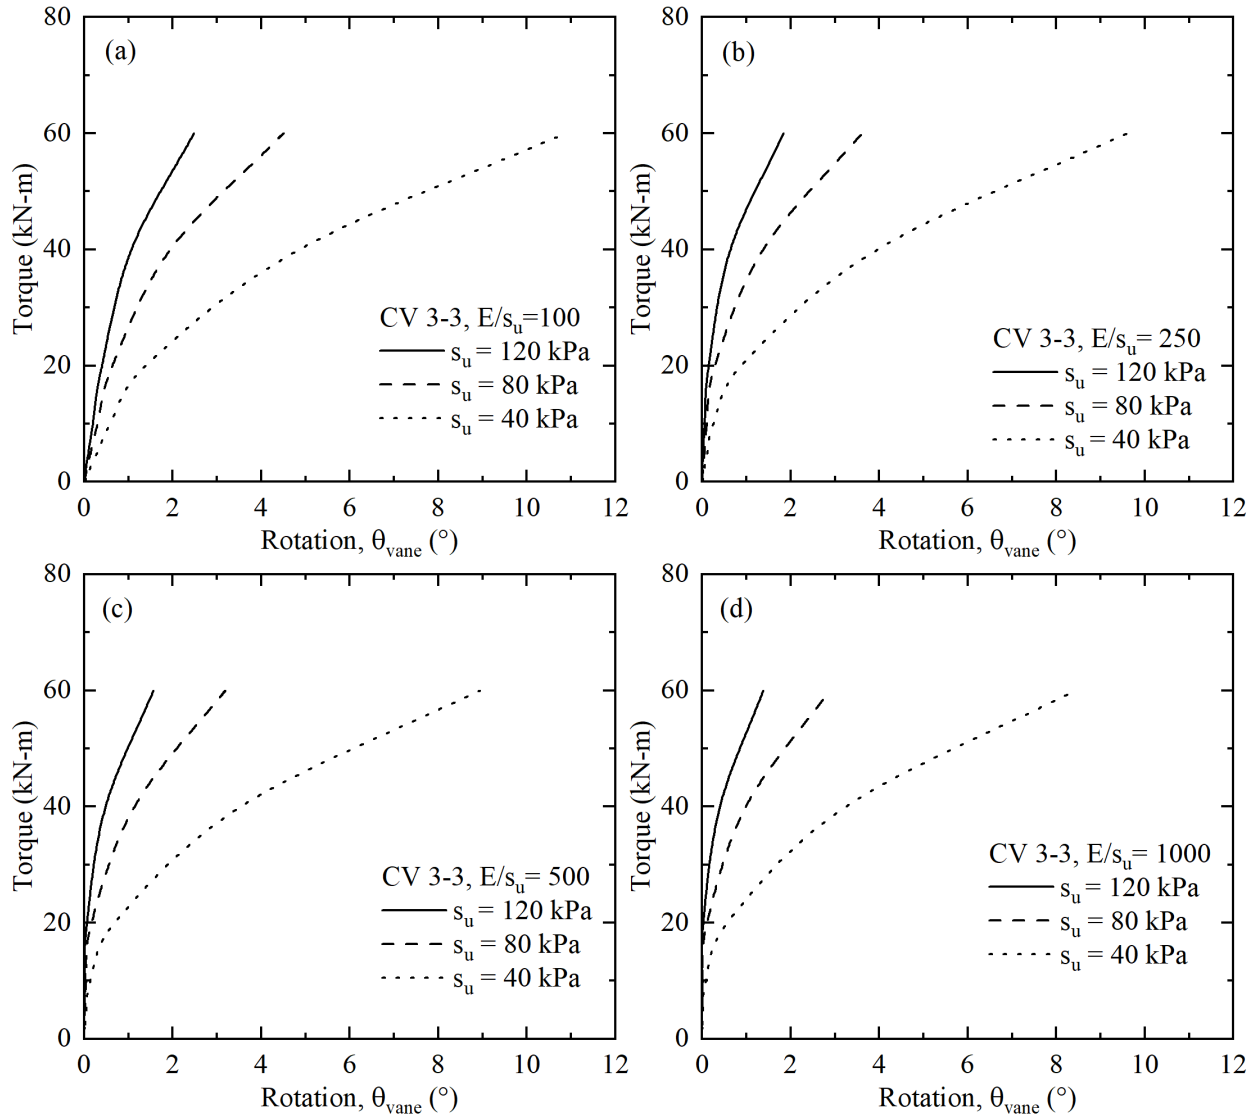 (a)
80
60
40
20
0
Torque (kN-m)
CV 3-3, E/su=100
su = 120 kPa
su = 80 kPa
su = 40 kPa
0 2 4 6 8 10 12
Rotation, θvane (°)
(b)
80
60
40
20
0
Torque (kN-m)
CV 3-3, E/su= 250
su = 120 kPa
su = 80 kPa
su = 40 kPa
0 2 4 6 8 10 12
Rotation, θvane (°)
(c)
80
60
40
20
0
Torque (kN-m)
CV 3-3, E/su= 500
su = 120 kPa
su = 80 kPa
su = 40 kPa
0 2 4 6 8 10 12
Rotation, θvane (°)
(d)
80
60
40
20
0
Torque (kN-m)
CV 3-3, E/su= 1000
su = 120 kPa
su = 80 kPa
su = 40 kPa
0 2 4 6 8 10 12
Rotation, θvane (°)